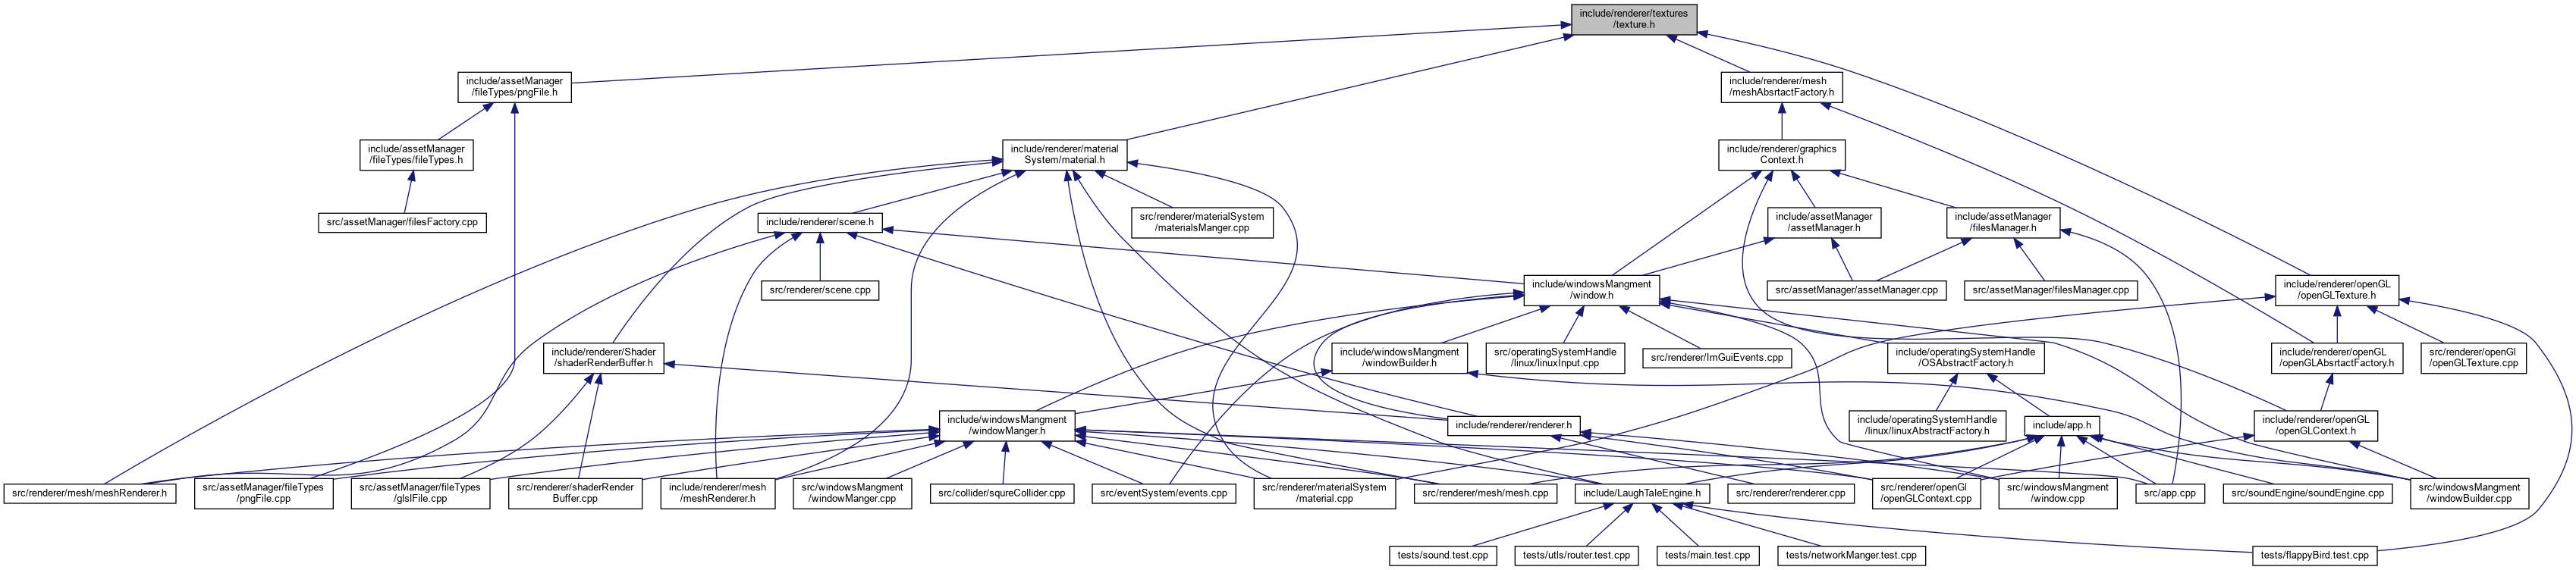 include/renderer/textures
/texture.h
include/assetManager
/fileTypes/pngFile.h
include/renderer/mesh
/meshAbsrtactFactory.h
include/assetManager
/fileTypes/fileTypes.h
include/renderer/material
System/material.h
include/renderer/graphics
Context.h
src/assetManager/filesFactory.cpp
include/renderer/scene.h
src/renderer/materialSystem
/materialsManger.cpp
include/assetManager
/assetManager.h
include/assetManager
/filesManager.h
src/renderer/scene.cpp
include/windowsMangment
/window.h
src/assetManager/assetManager.cpp
src/assetManager/filesManager.cpp
include/renderer/openGL
/openGLTexture.h
include/renderer/Shader
/shaderRenderBuffer.h
include/windowsMangment
/windowBuilder.h
src/operatingSystemHandle
/linux/linuxInput.cpp
src/renderer/ImGuiEvents.cpp
include/operatingSystemHandle
/OSAbstractFactory.h
include/renderer/openGL
/openGLAbsrtactFactory.h
src/renderer/openGl
/openGLTexture.cpp
include/windowsMangment
/windowManger.h
include/renderer/renderer.h
include/operatingSystemHandle
/linux/linuxAbstractFactory.h
include/app.h
include/renderer/openGL
/openGLContext.h
src/renderer/mesh/meshRenderer.h
src/assetManager/fileTypes
/pngFile.cpp
src/assetManager/fileTypes
/glslFile.cpp
src/renderer/shaderRender
Buffer.cpp
include/renderer/mesh
/meshRenderer.h
src/windowsMangment
/windowManger.cpp
src/collider/squreCollider.cpp
src/eventSystem/events.cpp
src/renderer/materialSystem
/material.cpp
src/renderer/mesh/mesh.cpp
include/LaughTaleEngine.h
src/renderer/renderer.cpp
src/renderer/openGl
/openGLContext.cpp
src/windowsMangment
/window.cpp
src/app.cpp
src/soundEngine/soundEngine.cpp
src/windowsMangment
/windowBuilder.cpp
tests/sound.test.cpp
tests/utls/router.test.cpp
tests/main.test.cpp
tests/networkManger.test.cpp
tests/flappyBird.test.cpp